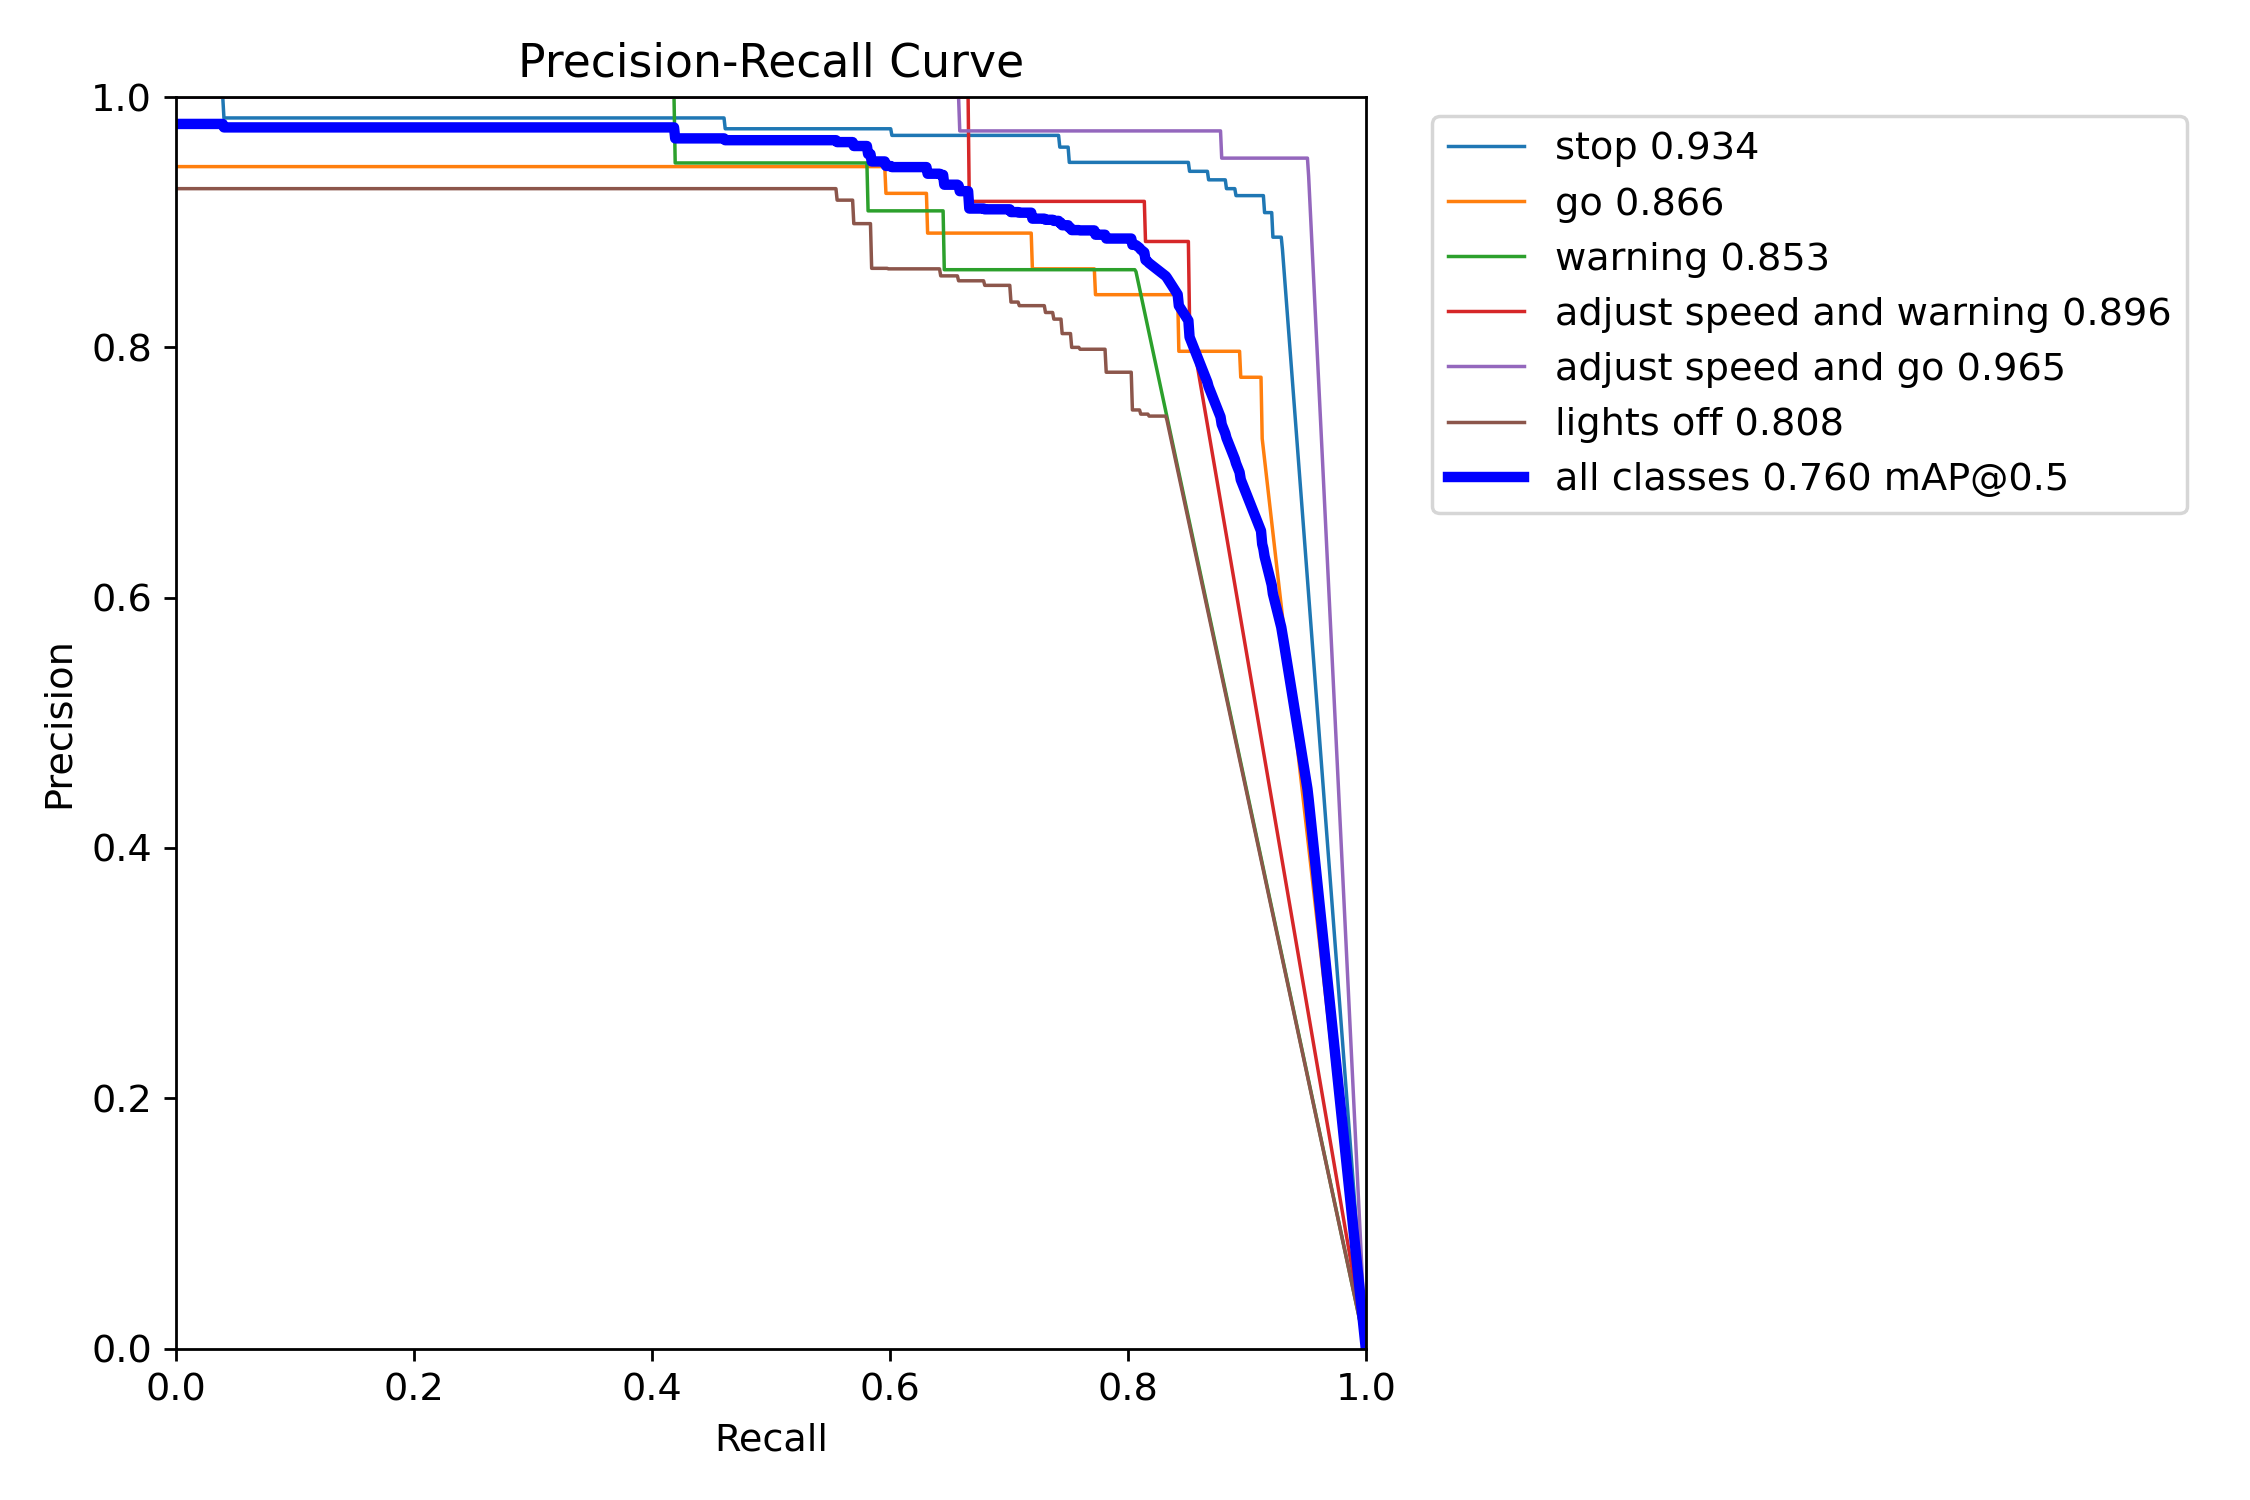 Precision-Recall Curve
1.0
0.8
0.6
0.4
0.2
0.0
Precision
0.0 0.2 0.4 0.6 0.8 1.0
Recall
stop 0.934
go 0.866
warning 0.853
adjust speed and warning 0.896
adjust speed and go 0.965
lights off 0.808
all classes 0.760 mAP@0.5